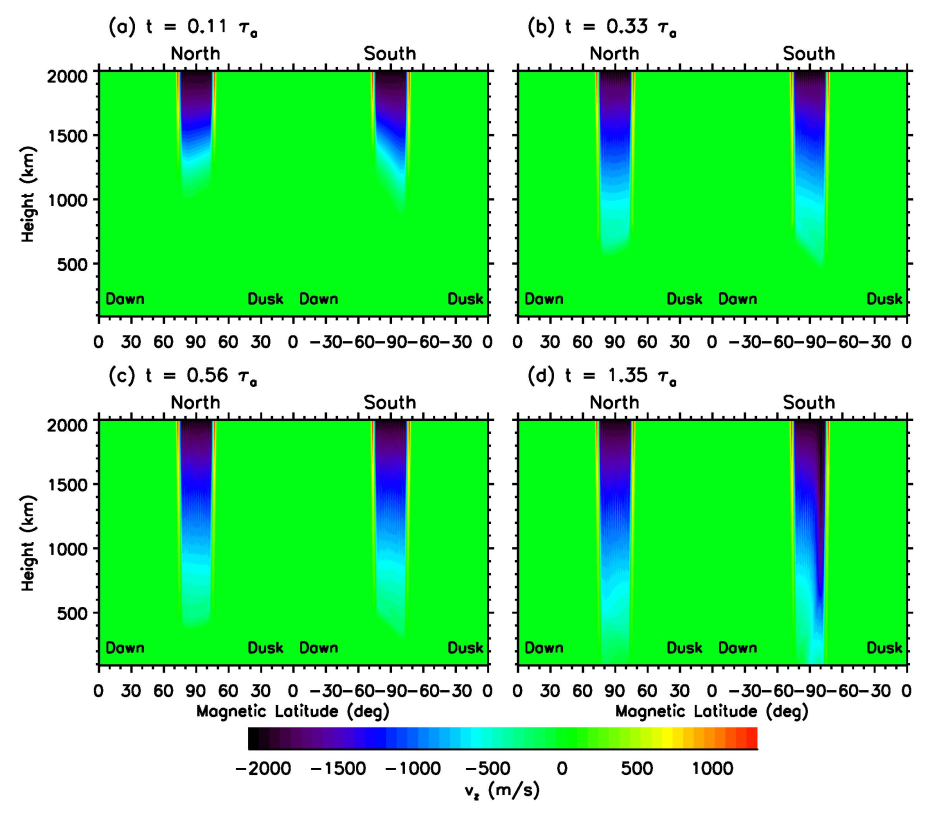 (a) t = 0.11 τa
North South
2000
1500
1000
500
Height (km)
Dawn Dusk Dawn Dusk
0 30 60 90 60 30 0 -30-60-90-60-30 0
(b) t = 0.33 τa
North South
Dawn Dusk Dawn Dusk
0 30 60 90 60 30 0 -30-60-90-60-30 0
(c) t = 0.56 τa
North South
2000
1500
1000
500
Height (km)
Dawn Dusk Dawn Dusk
0 30 60 90 60 30 0 -30-60-90-60-30 0
Magnetic Latitude (deg)
(d) t = 1.35 τa
North South
Dawn Dusk Dawn Dusk
0 30 60 90 60 30 0 -30-60-90-60-30 0
Magnetic Latitude (deg)
-2000 -1500 -1000 -500 0 500 1000
vz (m/s)